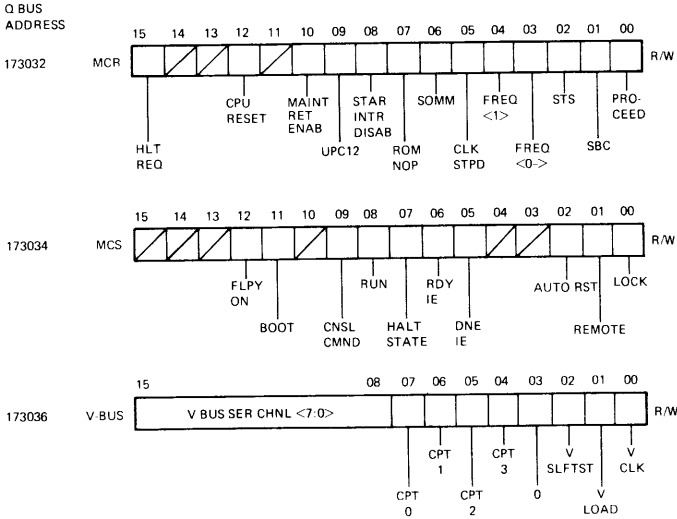 Q BUS
ADDRESS
15 14 13 12 11 10 09 08 07 06 05 04 03 02 01 00
173032 MCR R/W
CPU RESET
MAINT RET ENAB
STAR INTR DISAB
SOMM
FREQ <1>
STS
PRO-CEED
HLT REQ
UPC12
ROM NOP
CLK STPD
FREQ <0->
SBC
15 14 13 12 11 10 09 08 07 06 05 04 03 02 01 00
173034 MCS R/W
FLPY ON
RUN
RDY IE
AUTO RST
LOCK
BOOT
CNSL CMND
HALT STATE
DNE IE
REMOTE
15 08 07 06 05 04 03 02 01 00
173036 V-BUS V BUS SER CHNL <7:0> R/W
CPT 1
CPT 3
V SLFTST
V CLK
CPT 0
CPT 2
0
V LOAD